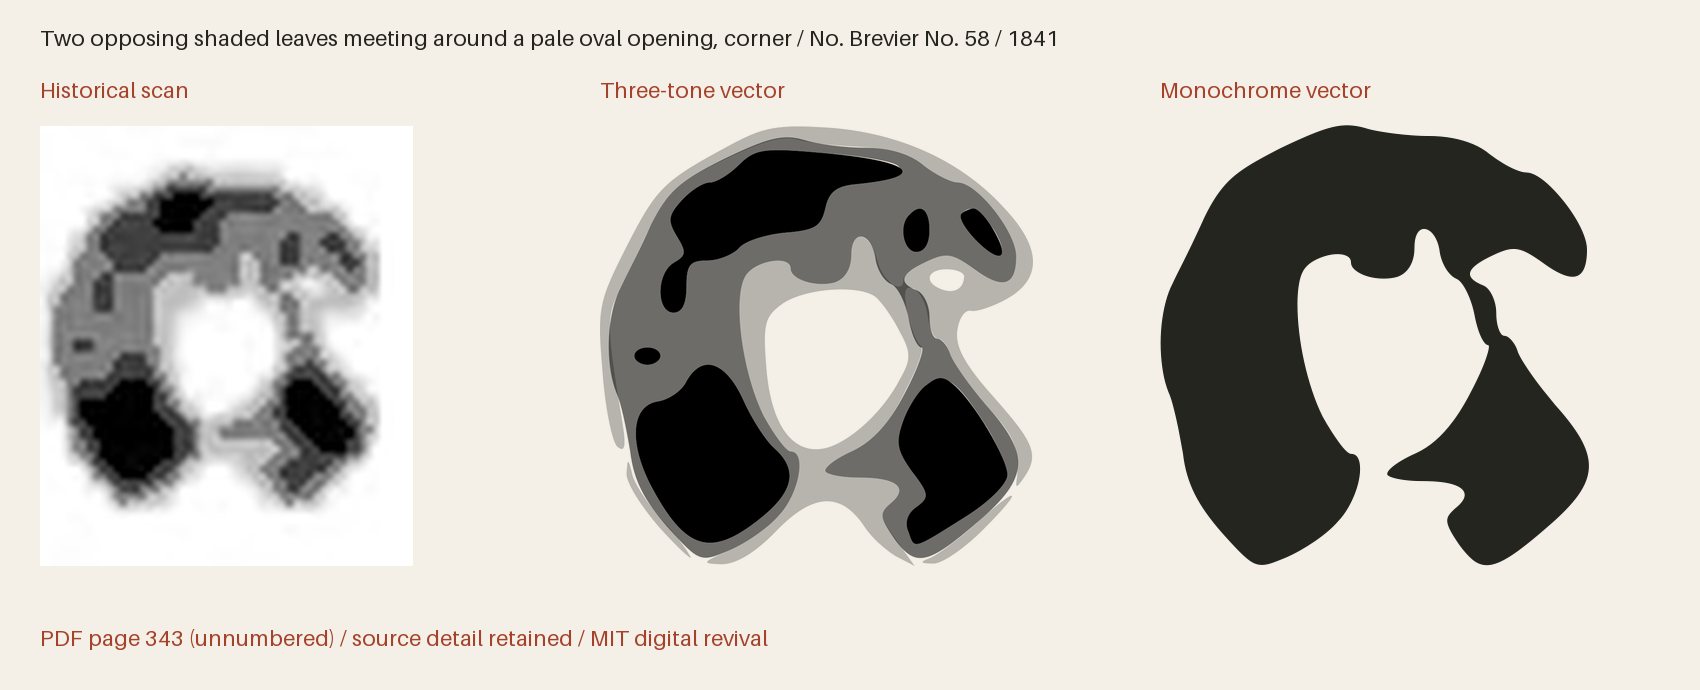 Two opposing shaded leaves meeting around a pale oval opening, corner / No. Brevier No. 58 / 1841
Historical scan
Three-tone vector
Monochrome vector
PDF page 343 (unnumbered) / source detail retained / MIT digital revival